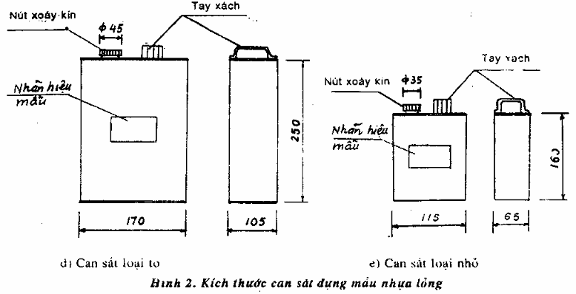 Nút xoáy kín
ϕ 45
Tay xách
Nhãn hiệu
mẫu
250
170
105
Nút xoáy kín
ϕ35
Tay xách
Nhãn hiệu
mẫu
160
115
65
d) Can sắt loại to
e) Can sắt loại nhỏ
Hình 2. Kích thước can sắt đựng mẫu nhựa lỏng